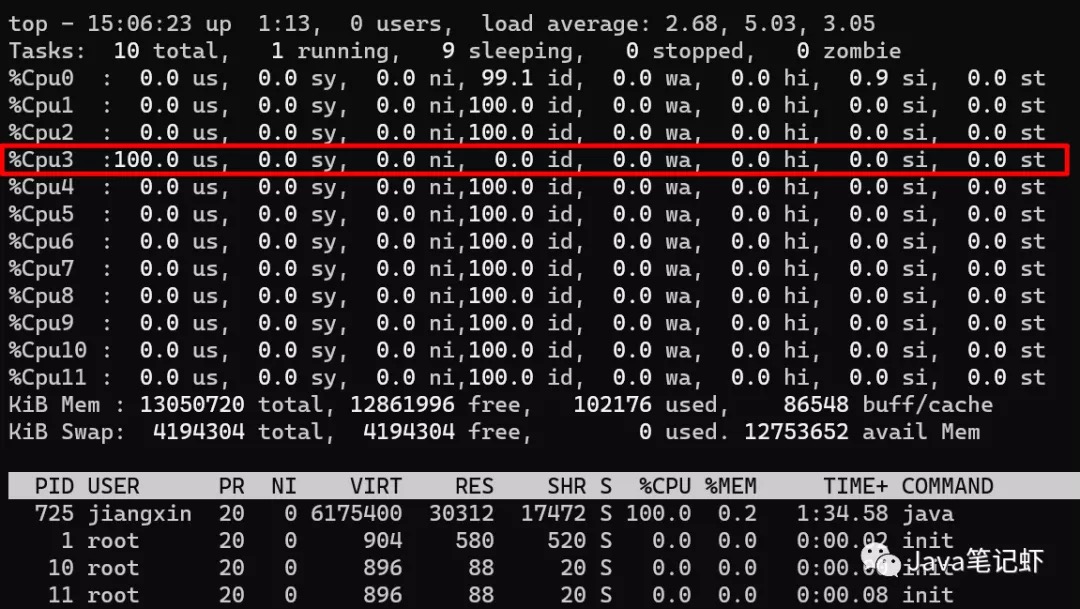 top - 15:06:23 up  1:13,  0 users,  load average: 2.68, 5.03, 3.05
Tasks:  10 total,   1 running,   9 sleeping,   0 stopped,   0 zombie
%Cpu0  :  0.0 us,  0.0 sy,  0.0 ni, 99.1 id,  0.0 wa,  0.0 hi,  0.9 si,  0.0 st
%Cpu1  :  0.0 us,  0.0 sy,  0.0 ni,100.0 id,  0.0 wa,  0.0 hi,  0.0 si,  0.0 st
%Cpu2  :  0.0 us,  0.0 sy,  0.0 ni,100.0 id,  0.0 wa,  0.0 hi,  0.0 si,  0.0 st
%Cpu3  :100.0 us,  0.0 sy,  0.0 ni,  0.0 id,  0.0 wa,  0.0 hi,  0.0 si,  0.0 st
%Cpu4  :  0.0 us,  0.0 sy,  0.0 ni,100.0 id,  0.0 wa,  0.0 hi,  0.0 si,  0.0 st
%Cpu5  :  0.0 us,  0.0 sy,  0.0 ni,100.0 id,  0.0 wa,  0.0 hi,  0.0 si,  0.0 st
%Cpu6  :  0.0 us,  0.0 sy,  0.0 ni,100.0 id,  0.0 wa,  0.0 hi,  0.0 si,  0.0 st
%Cpu7  :  0.0 us,  0.0 sy,  0.0 ni,100.0 id,  0.0 wa,  0.0 hi,  0.0 si,  0.0 st
%Cpu8  :  0.0 us,  0.0 sy,  0.0 ni,100.0 id,  0.0 wa,  0.0 hi,  0.0 si,  0.0 st
%Cpu9  :  0.0 us,  0.0 sy,  0.0 ni,100.0 id,  0.0 wa,  0.0 hi,  0.0 si,  0.0 st
%Cpu10 :  0.0 us,  0.0 sy,  0.0 ni,100.0 id,  0.0 wa,  0.0 hi,  0.0 si,  0.0 st
%Cpu11 :  0.0 us,  0.0 sy,  0.0 ni,100.0 id,  0.0 wa,  0.0 hi,  0.0 si,  0.0 st
KiB Mem : 13050720 total, 12861996 free,   102176 used,    86548 buff/cache
KiB Swap:  4194304 total,  4194304 free,        0 used. 12753652 avail Mem
  PID USER      PR  NI    VIRT    RES    SHR S  %CPU %MEM     TIME+ COMMAND
  725 jiangxin  20   0 6175400  30312  17472 S 100.0  0.2   1:34.58 java
    1 root      20   0     904    580    520 S   0.0  0.0   0:00.02 init
   10 root      20   0     896     88     20 S   0.0  0.0 init
   11 root      20   0     896     88     20 S   0.0  0.0   0:00.08 init
Java笔记虾